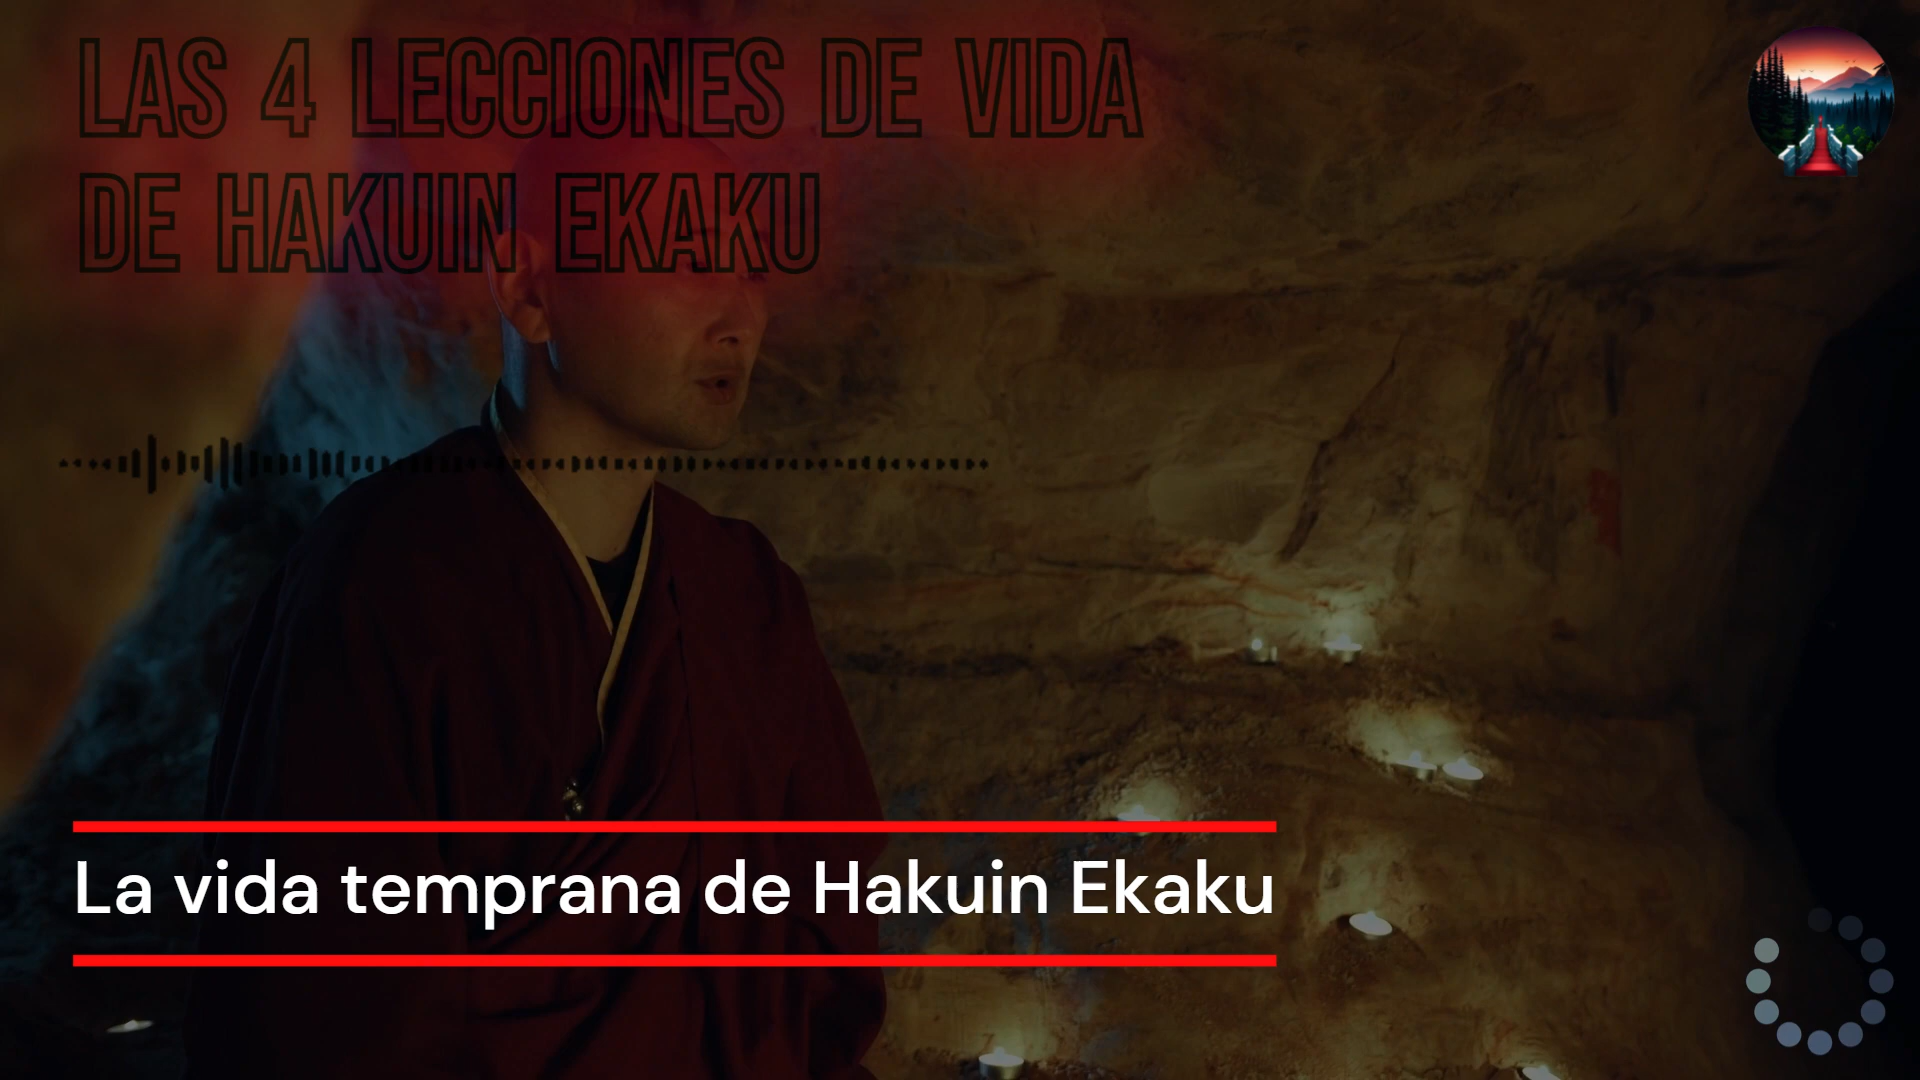 LAS 4 LECCIONES DE VIDA
DE HAKUIN EKAKU
La vida temprana de Hakuin Ekaku